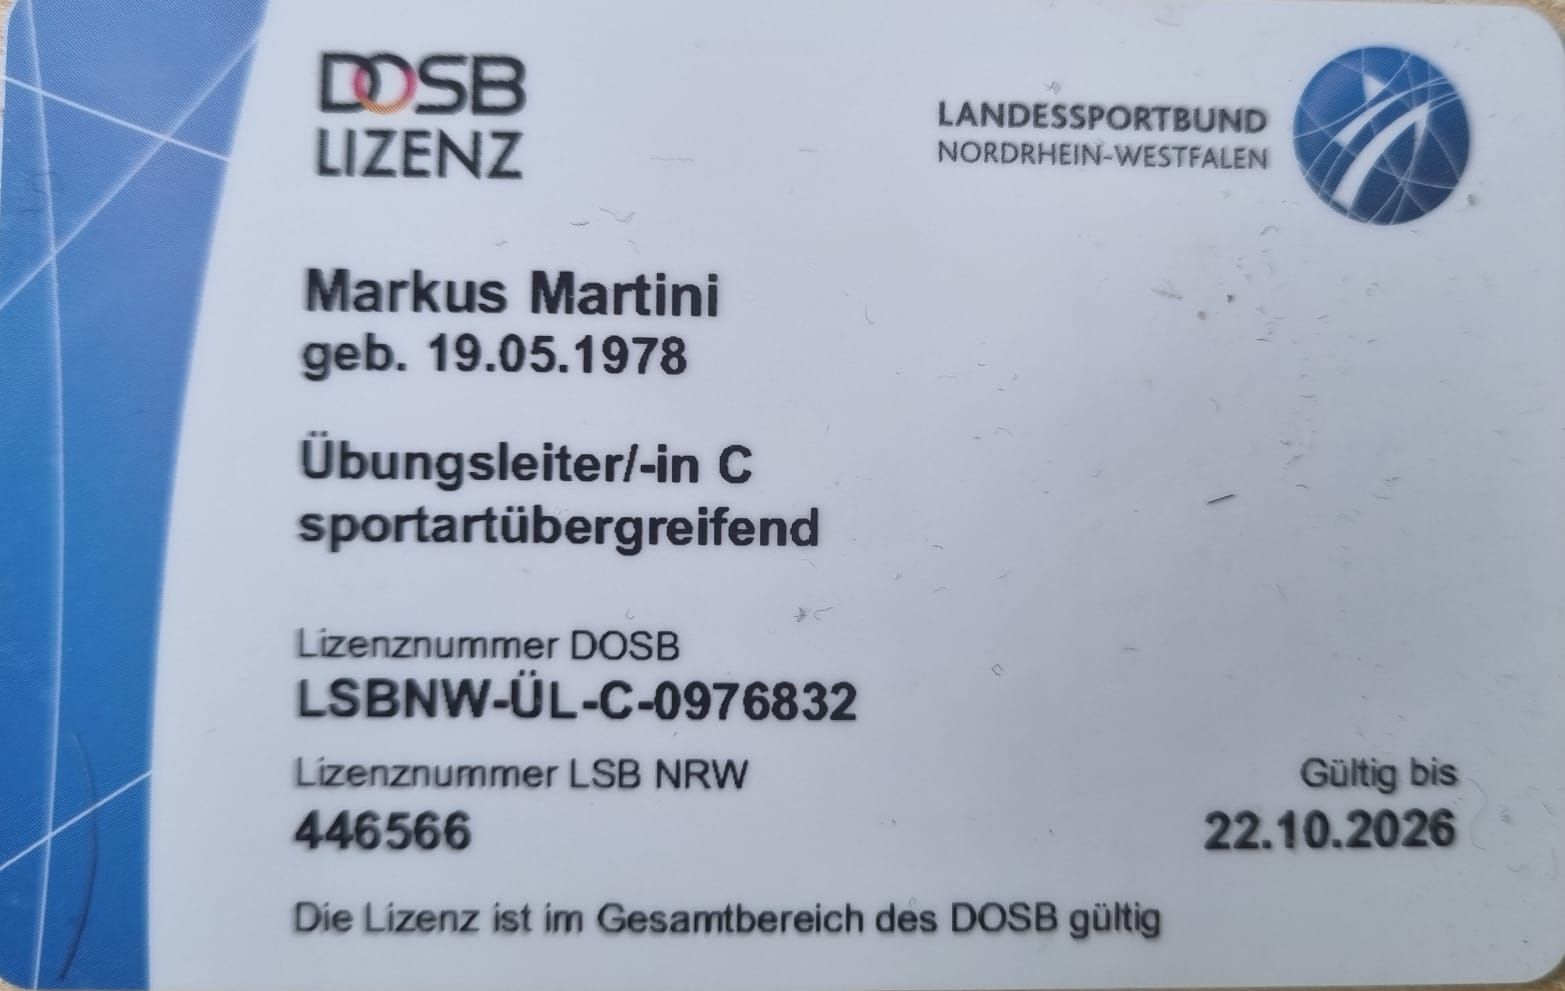 DOSB
LIZENZ
LANDESSPORTBUND
NORDRHEIN-WESTFALEN
Markus Martini
geb. 19.05.1978
Übungsleiter/-in C
sportartübergreifend
Lizenznummer DOSB
LSBNW-ÜL-C-0976832
Lizenznummer LSB NRW
446566
Gültig bis
22.10.2026
Die Lizenz ist im Gesamtbereich des DOSB gültig